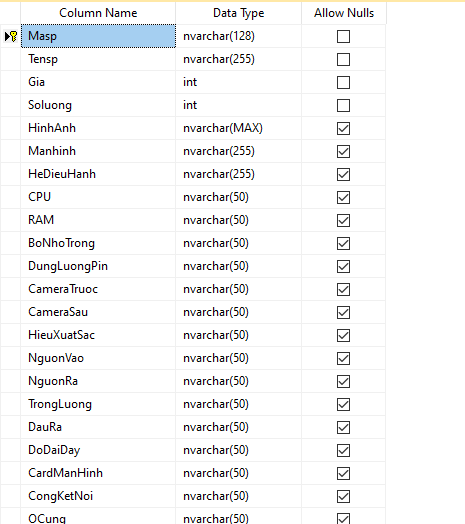 Column Name Data Type Allow Nulls
Masp nvarchar(128)
Tensp nvarchar(255)
Gia int
Soluong int
HinhAnh nvarchar(MAX)
Manhinh nvarchar(255)
HeDieuHanh nvarchar(255)
CPU nvarchar(50)
RAM nvarchar(50)
BoNhoTrong nvarchar(50)
DungLuongPin nvarchar(50)
CameraTruoc nvarchar(50)
CameraSau nvarchar(50)
HieuXuatSac nvarchar(50)
NguonVao nvarchar(50)
NguonRa nvarchar(50)
TrongLuong nvarchar(50)
DauRa nvarchar(50)
DoDaiDay nvarchar(50)
CardManHinh nvarchar(50)
CongKetNoi nvarchar(50)
OCung nvarchar(50)